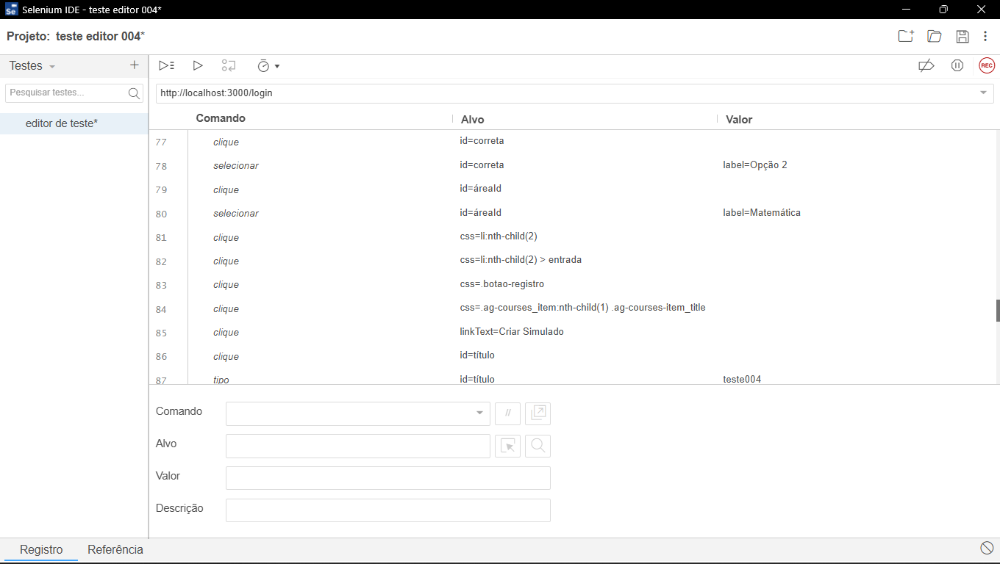 Selenium IDE - teste editor 004*
Projeto: teste editor 004*
Testes
Pesquisar testes...
editor de teste*
REC
http://localhost:3000/login
Comando Alvo Valor
77 clique id=correta
78 selecionar id=correta label=Opção 2
79 clique id=áreaId
80 selecionar id=áreaId label=Matemática
81 clique css=li:nth-child(2)
82 clique css=li:nth-child(2) > entrada
83 clique css=.botao-registro
84 clique css=.ag-courses_item:nth-child(1) .ag-courses-item_title
85 clique linkText=Criar Simulado
86 clique id=título
87 tipo id=título teste004
Comando //
Alvo
Valor
Descrição
Registro Referência